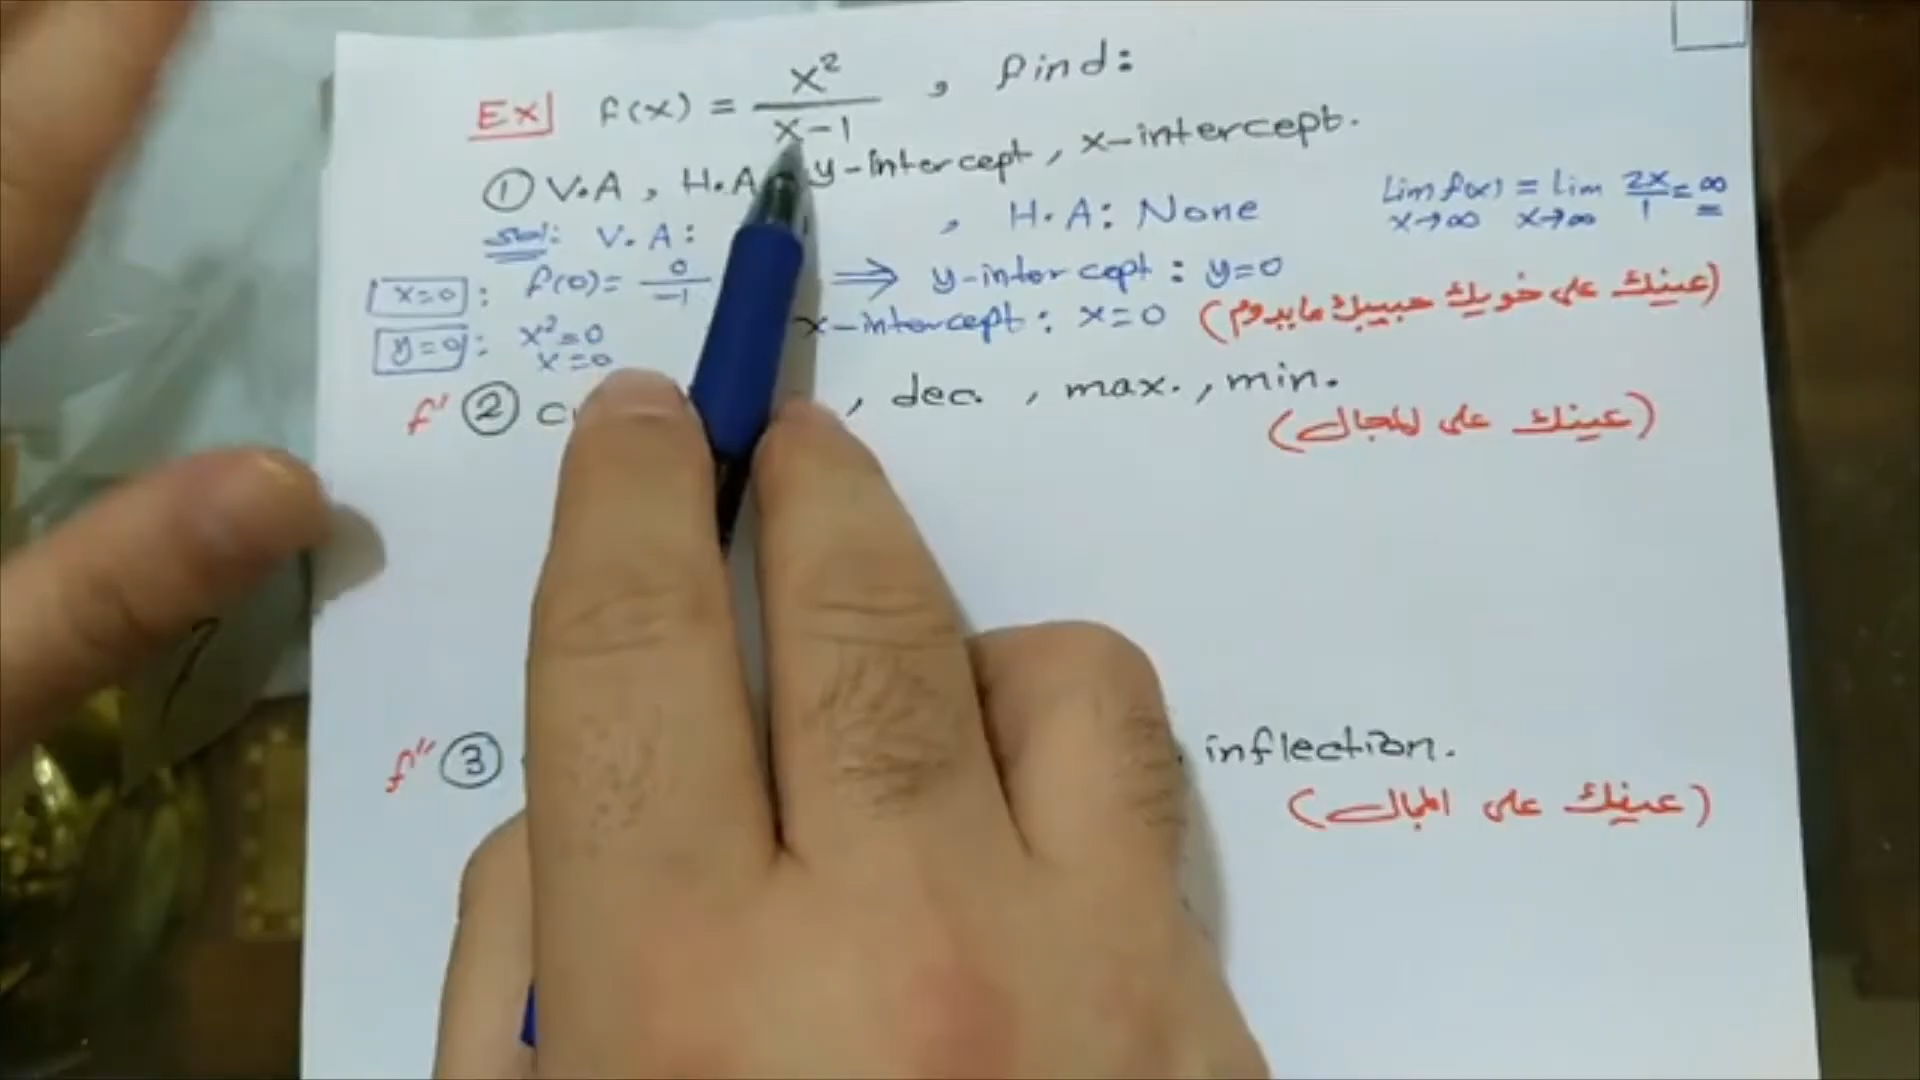 Ex] f(x) = x² / x-1 , find:
① V.A , H.A , y-intercept , x-intercept.
Sol: V.A: , H.A: None
Lim f(x) = lim 2x/1 = ∞
x→∞ x→∞
x=0 : f(0) = 0/-1 ⟹ y-intercept : y=0
y=0 : x²=0 x-intercept : x=0 (عينك على خويك حبيبك مايدوم)
x=0
f' ② , dec. , max. , min.
(عينك على المجال)
f'' ③ inflection.
(عينك على المجال)